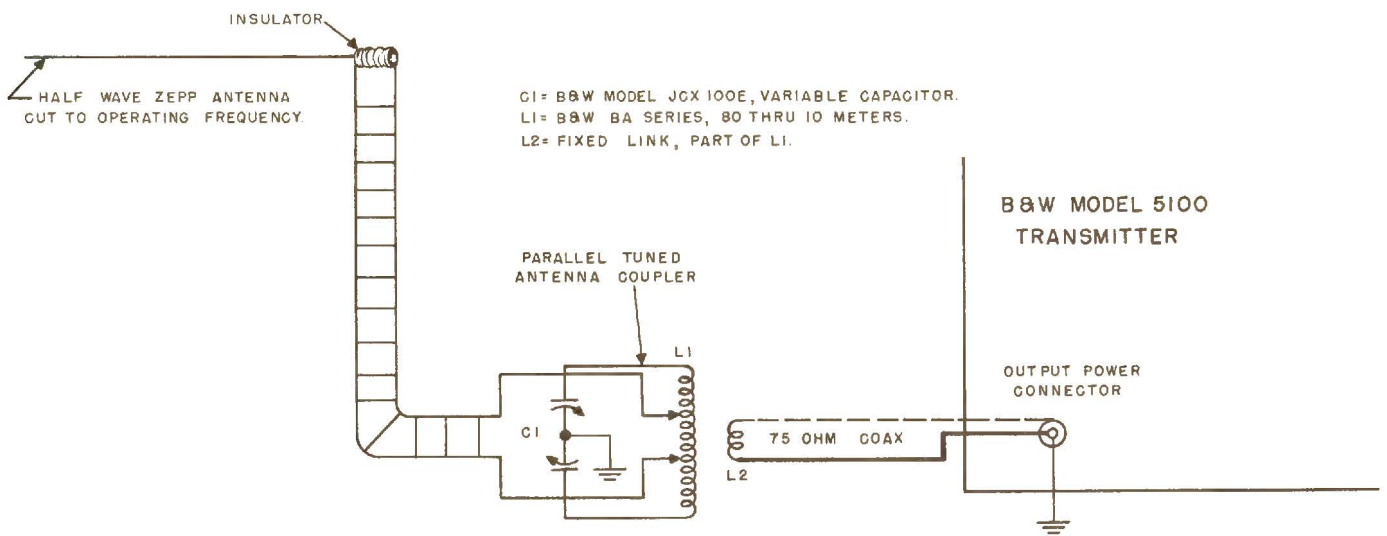 INSULATOR
HALF WAVE ZEPP ANTENNA
CUT TO OPERATING FREQUENCY.
C1= B&W MODEL JCX 100E, VARIABLE CAPACITOR.
L1= B&W BA SERIES, 80 THRU 10 METERS.
L2= FIXED LINK, PART OF L1.
B&W MODEL 5100
TRANSMITTER
PARALLEL TUNED
ANTENNA COUPLER
L1
OUTPUT POWER
CONNECTOR
C1
75 OHM COAX
L2